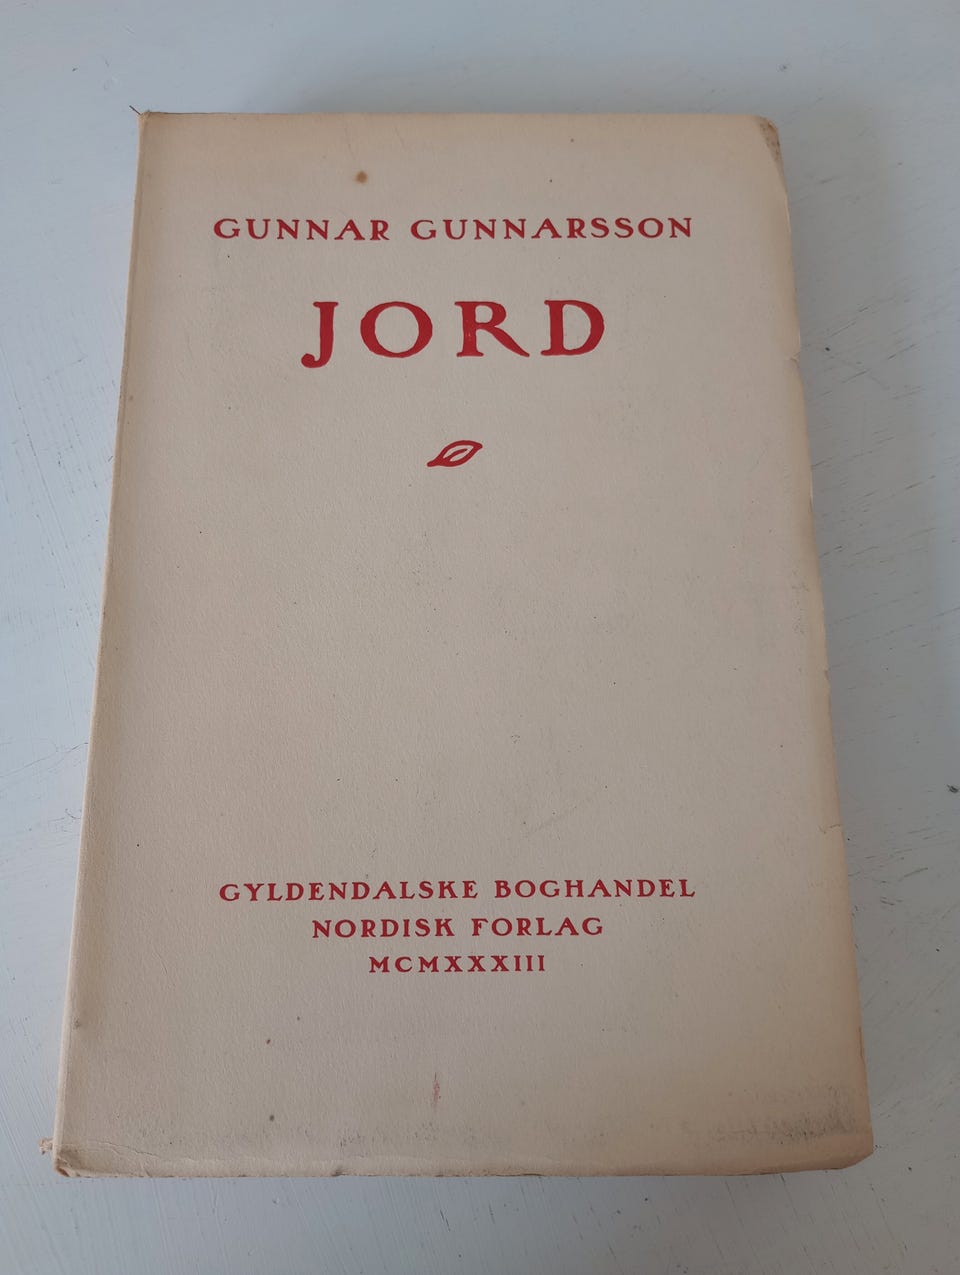 GUNNAR GUNNARSSON
JORD
GYLDENDALSKE BOGHANDEL
NORDISK FORLAG
MCMXXXIII